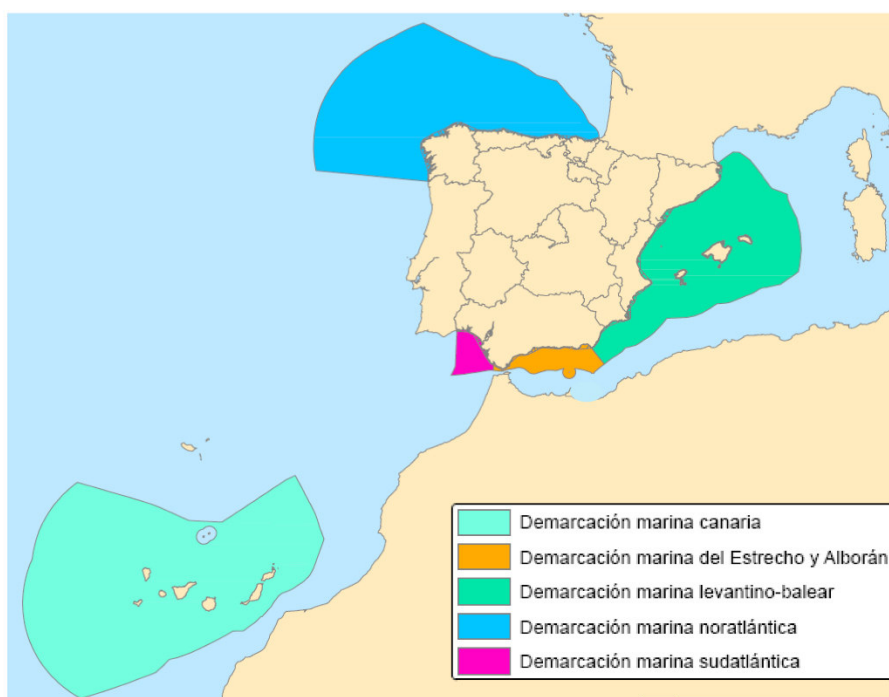 Demarcación marina canaria
Demarcación marina del Estrecho y Alborán
Demarcación marina levantino-balear
Demarcación marina noratlántica
Demarcación marina sudatlántica